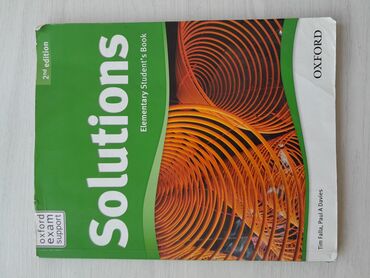 2nd edition
Solutions
Elementary Student's Book
OXFORD
oxford
exam
support
Tim Falla, Paul A Davies